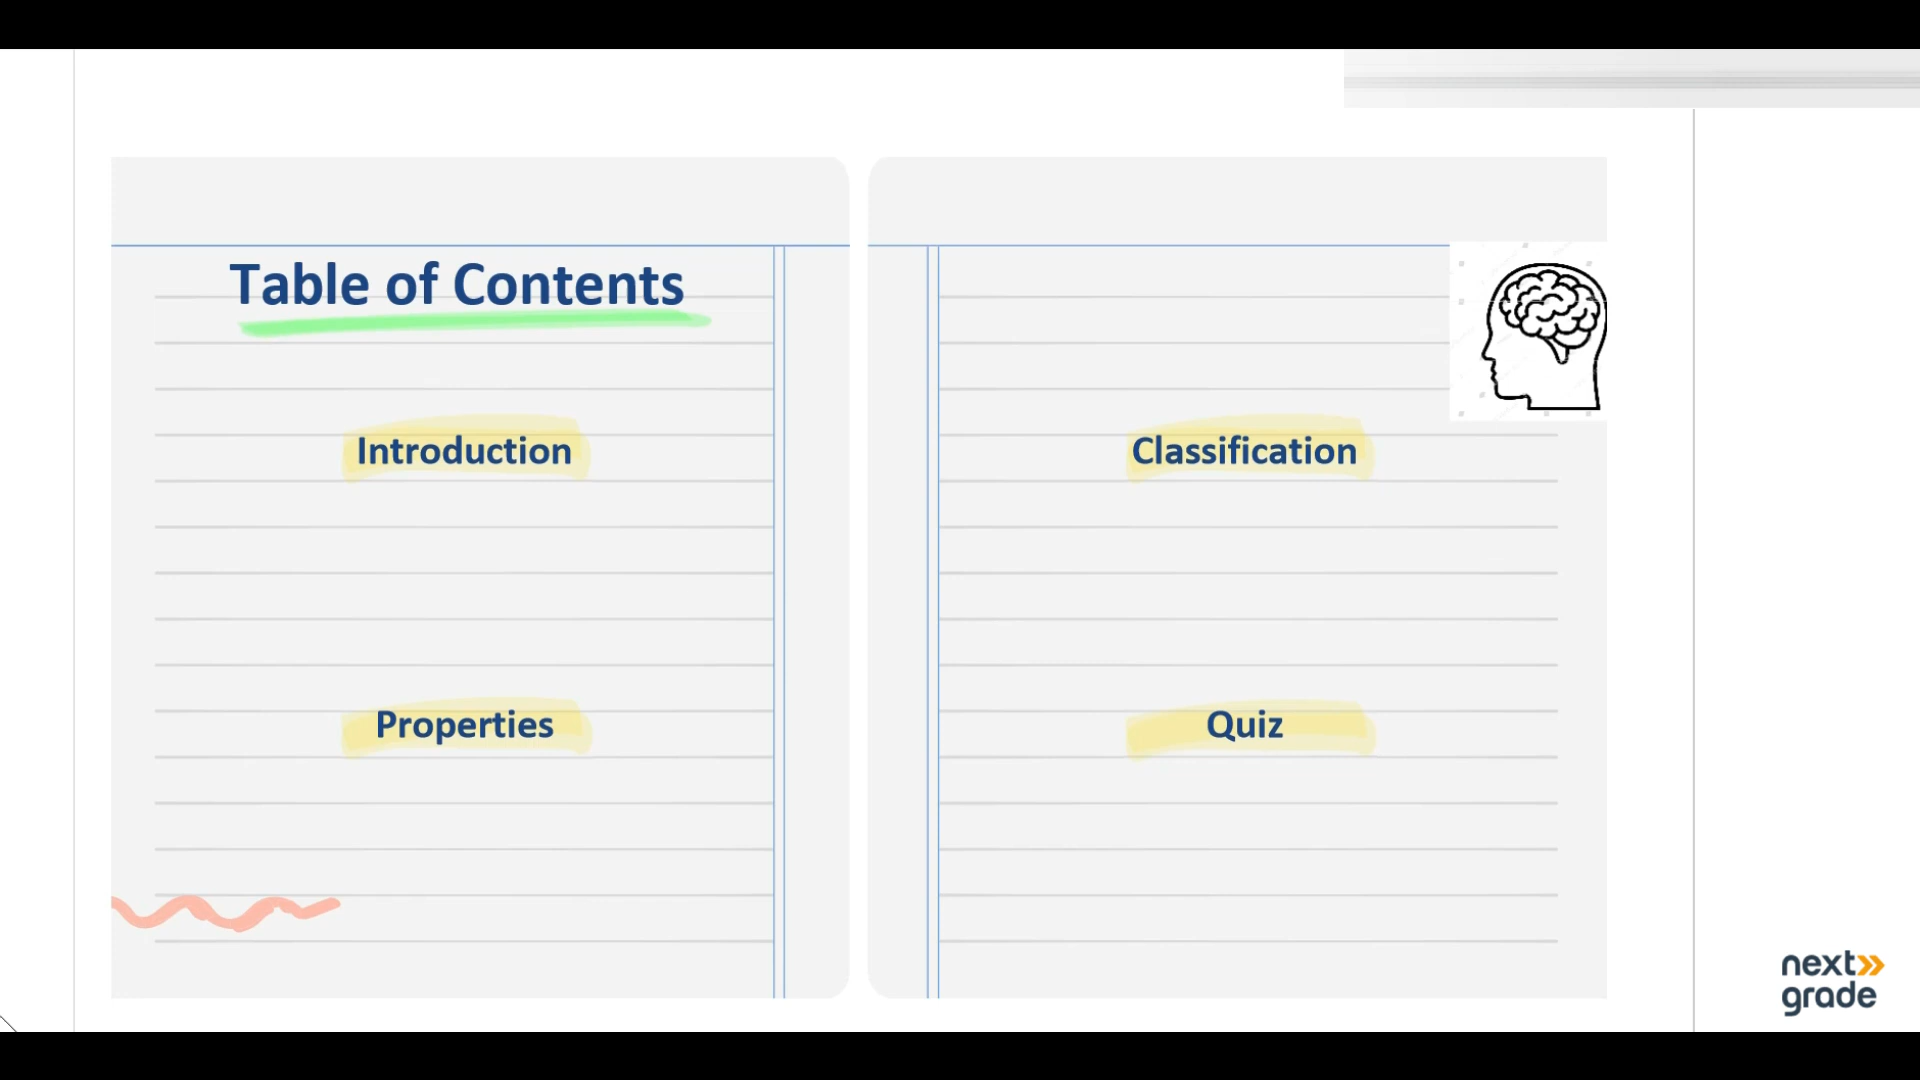 Table of Contents
Introduction
Classification
Properties
Quiz
next
grade